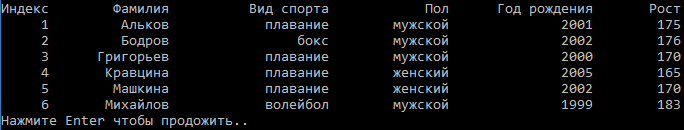 Индекс Фамилия Вид спорта Пол Год рождения Рост
1 Альков плавание мужской 2001 175
2 Бодров бокс мужской 2002 176
3 Григорьев плавание мужской 2000 170
4 Кравцина плавание женский 2005 165
5 Машкина плавание женский 2002 170
6 Михайлов волейбол мужской 1999 183
Нажмите Enter чтобы продожить..